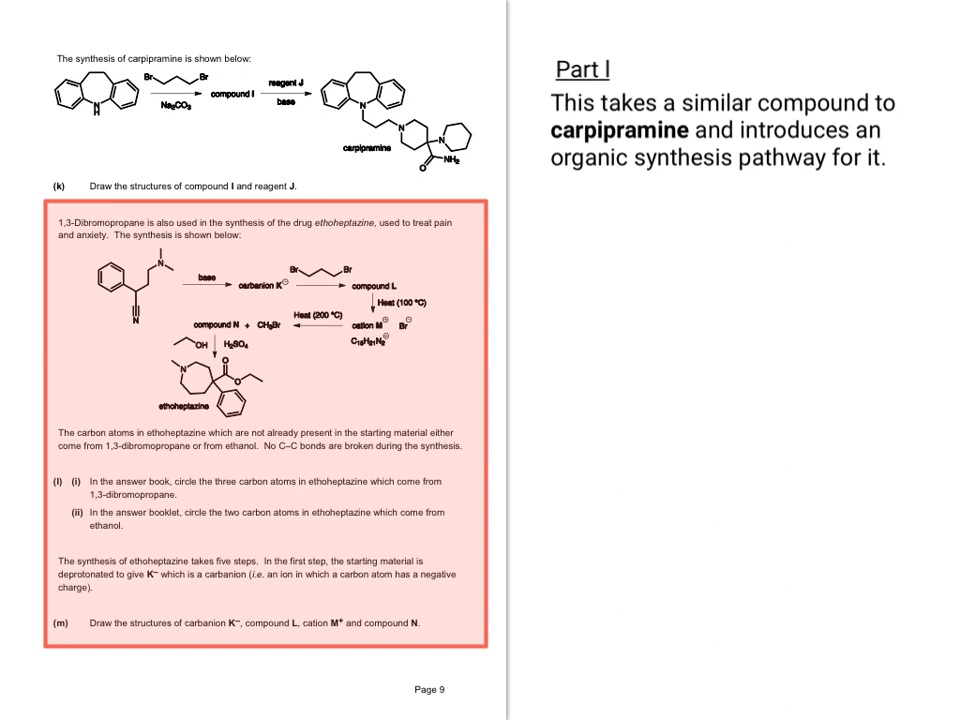 The synthesis of carpipramine is shown below:
Br Br
reagent J
compound I
Na₂CO₃
base
N
H
N
N
N
carpipramine
NH₂
O
(k) Draw the structures of compound I and reagent J.
1,3-Dibromopropane is also used in the synthesis of the drug ethoheptazine, used to treat pain
and anxiety. The synthesis is shown below:
N
Br Br
base
carbanion K⊖
compound L
Heat (100 °C)
N
Heat (200 °C)
compound N + CH₃Br
cation M⊕ Br⊖
OH H₂SO₄
C₁₅H₂₁N₂⊕
N
O
O
ethoheptazine
The carbon atoms in ethoheptazine which are not already present in the starting material either
come from 1,3-dibromopropane or from ethanol. No C–C bonds are broken during the synthesis.
(l) (i) In the answer book, circle the three carbon atoms in ethoheptazine which come from
1,3-dibromopropane.
(ii) In the answer booklet, circle the two carbon atoms in ethoheptazine which come from
ethanol.
The synthesis of ethoheptazine takes five steps. In the first step, the starting material is
deprotonated to give K⁻ which is a carbanion (i.e. an ion in which a carbon atom has a negative
charge).
(m) Draw the structures of carbanion K⁻, compound L, cation M⁺ and compound N.
Page 9
Part l
This takes a similar compound to
carpipramine and introduces an
organic synthesis pathway for it.